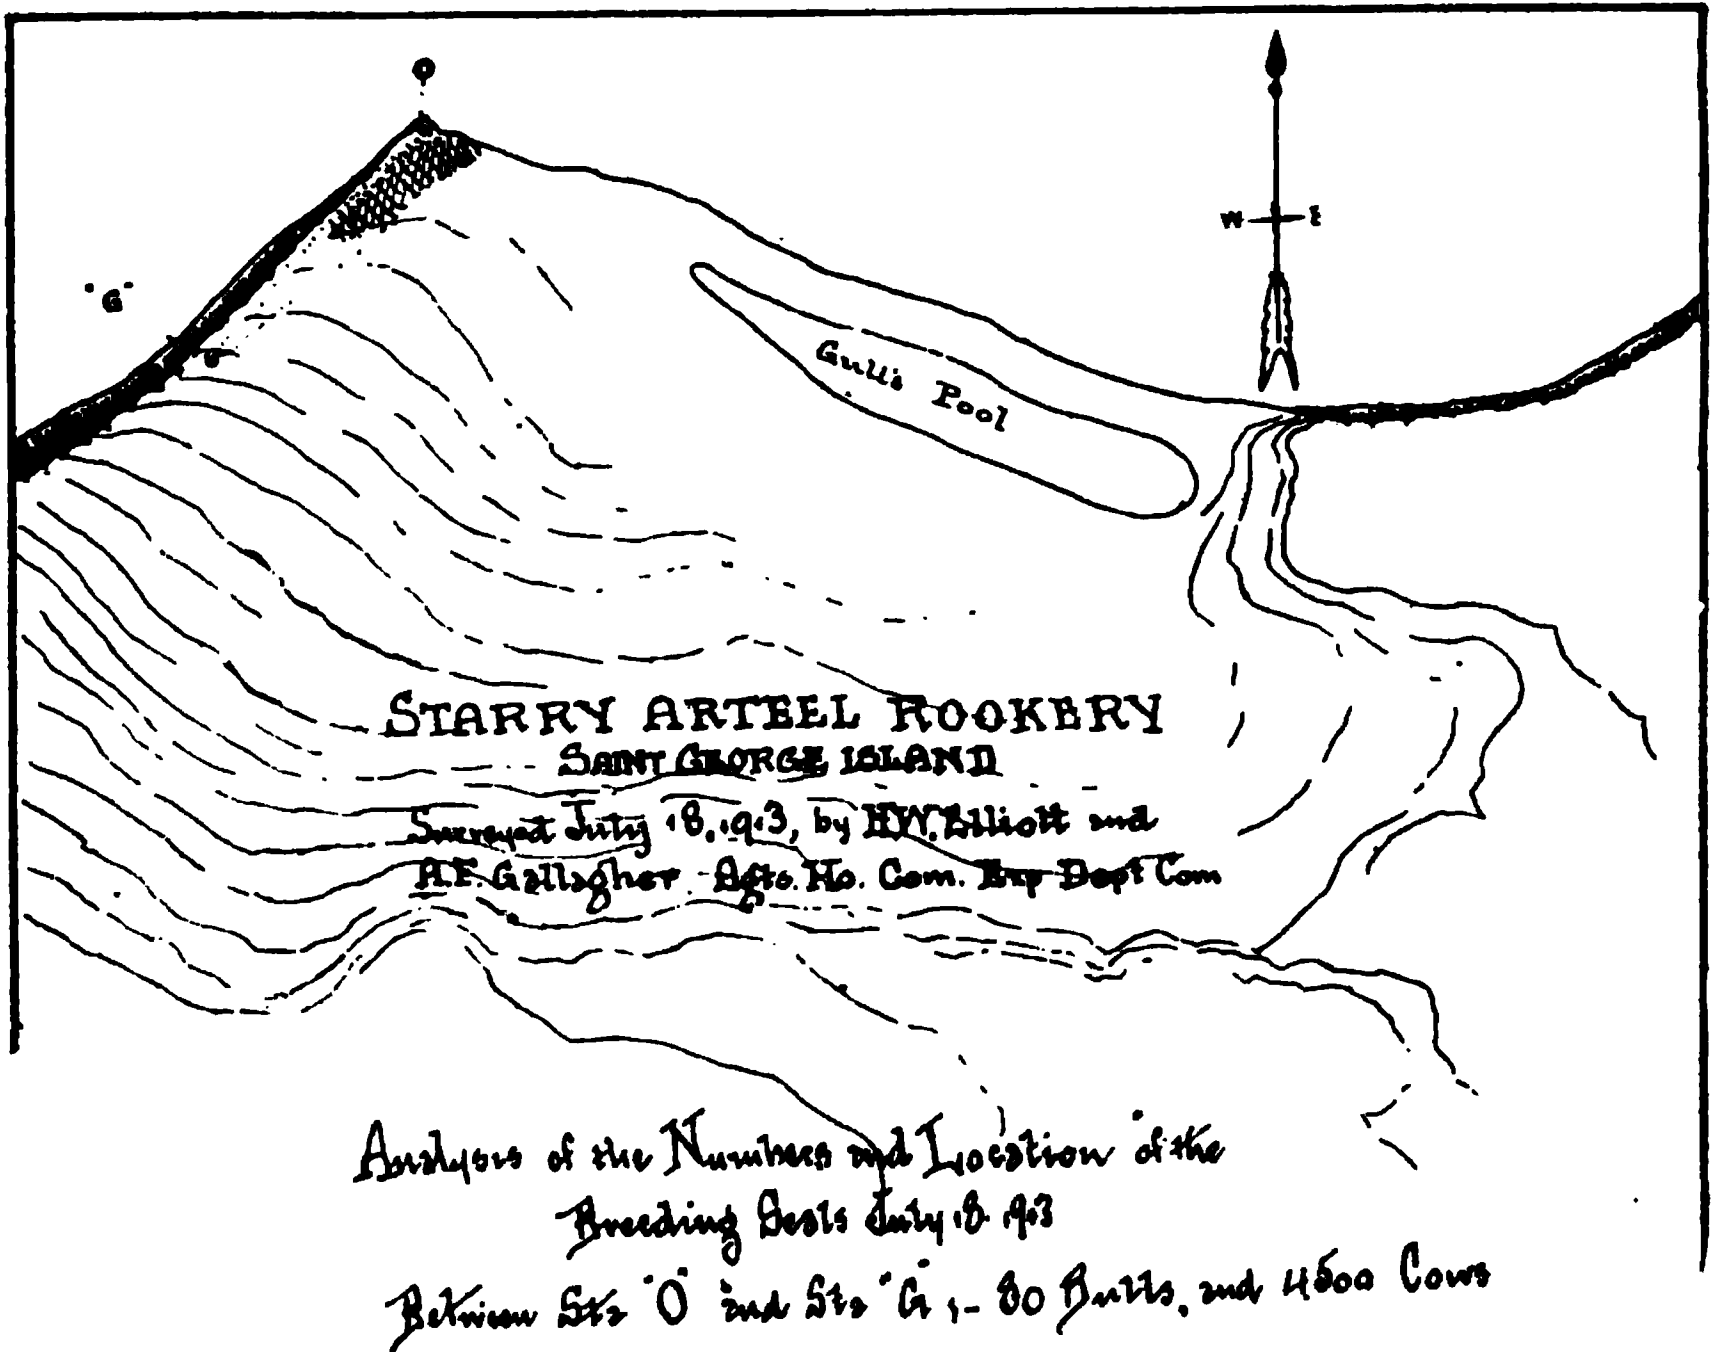 O
W E
"G"
Gull's Pool
STARRY ARTEEL ROOKERY
SAINT GEORGE ISLAND
Surveyed July 18, 1913, by H.W. Elliott and
A.F. Gallagher Agts. Ho. Com. Exp Dept Com
Analysis of the Numbers and Location of the
Breeding Seals July 18 1913
Between Sta "O" and Sta "G", - 80 Bulls, and 4500 Cows